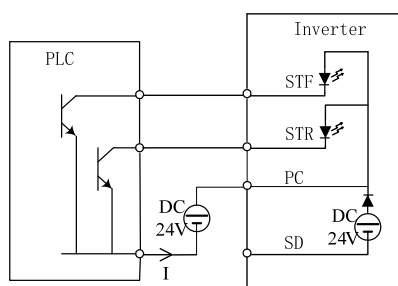 Inverter
PLC
STF
STR
PC
DC
24V
DC
24V
SD
I